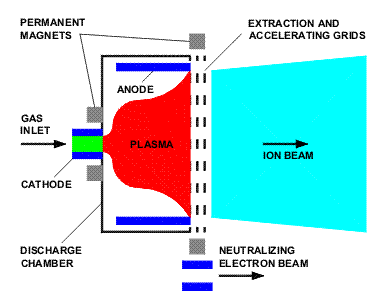 PERMANENT
MAGNETS
EXTRACTION AND
ACCELERATING GRIDS
ANODE
GAS
INLET
PLASMA
ION BEAM
CATHODE
DISCHARGE
CHAMBER
NEUTRALIZING
ELECTRON BEAM